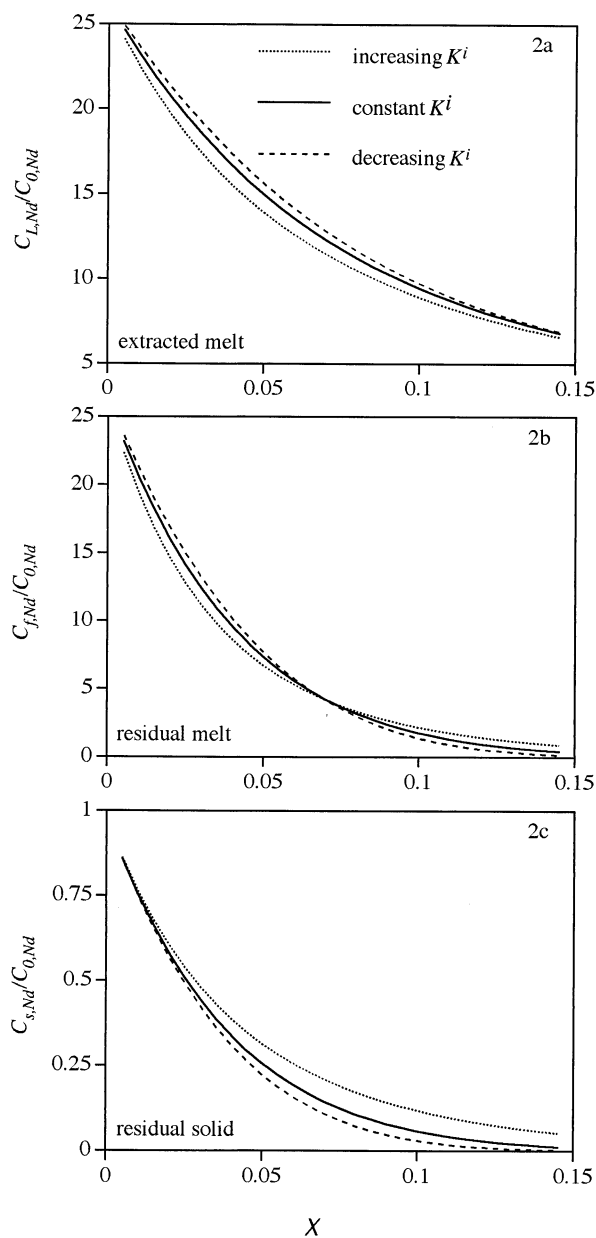 25
2a
increasing Kⁱ
20
constant Kⁱ
decreasing Kⁱ
15
C_L,Nd/C_0,Nd
10
extracted melt
5
0 0.05 0.1 0.15
25
2b
20
15
C_f,Nd/C_0,Nd
10
5
residual melt
0
0 0.05 0.1 0.15
1
2c
0.75
C_s,Nd/C_0,Nd
0.5
0.25
residual solid
0
0 0.05 0.1 0.15
X